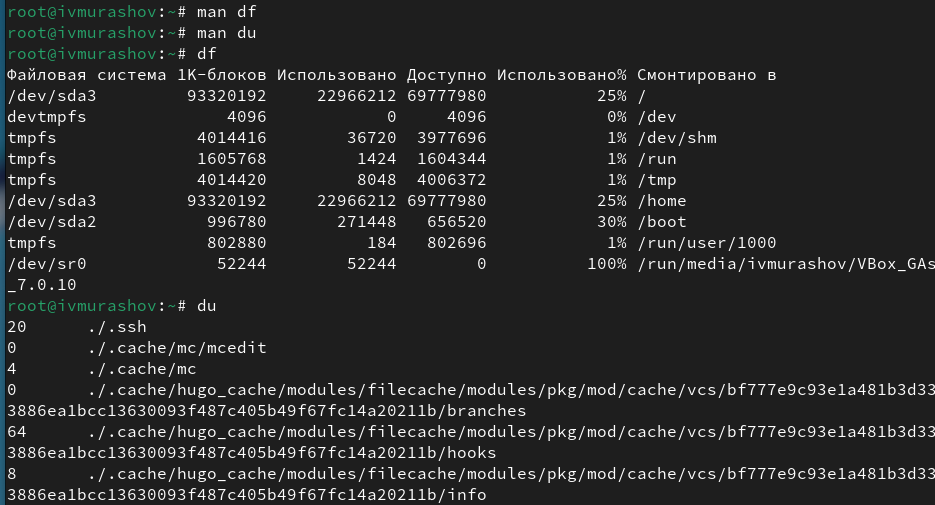 root@ivmurashov:~# man df
root@ivmurashov:~# man du
root@ivmurashov:~# df
Файловая система 1K-блоков Использовано Доступно Использовано% Смонтировано в
/dev/sda3 93320192 22966212 69777980 25% /
devtmpfs 4096 0 4096 0% /dev
tmpfs 4014416 36720 3977696 1% /dev/shm
tmpfs 1605768 1424 1604344 1% /run
tmpfs 4014420 8048 4006372 1% /tmp
/dev/sda3 93320192 22966212 69777980 25% /home
/dev/sda2 996780 271448 656520 30% /boot
tmpfs 802880 184 802696 1% /run/user/1000
/dev/sr0 52244 52244 0 100% /run/media/ivmurashov/VBox_GAs
_7.0.10
root@ivmurashov:~# du
20 ./.ssh
0 ./.cache/mc/mcedit
4 ./.cache/mc
0 ./.cache/hugo_cache/modules/filecache/modules/pkg/mod/cache/vcs/bf777e9c93e1a481b3d33
3886ea1bcc13630093f487c405b49f67fc14a20211b/branches
64 ./.cache/hugo_cache/modules/filecache/modules/pkg/mod/cache/vcs/bf777e9c93e1a481b3d33
3886ea1bcc13630093f487c405b49f67fc14a20211b/hooks
8 ./.cache/hugo_cache/modules/filecache/modules/pkg/mod/cache/vcs/bf777e9c93e1a481b3d33
3886ea1bcc13630093f487c405b49f67fc14a20211b/info